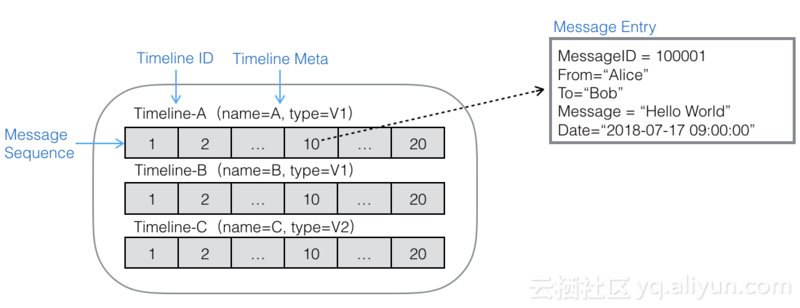 Message Entry
Timeline ID Timeline Meta
MessageID = 100001
From=“Alice”
To=“Bob”
Message = “Hello World”
Date=“2018-07-17 09:00:00”
Timeline-A（name=A, type=V1)
Message
Sequence
1 2 ... 10 ... 20
Timeline-B（name=B, type=V1)
1 2 ... 10 ... 20
Timeline-C（name=C, type=V2)
1 2 ... 10 ... 20
云栖社区 yq.aliyun.com